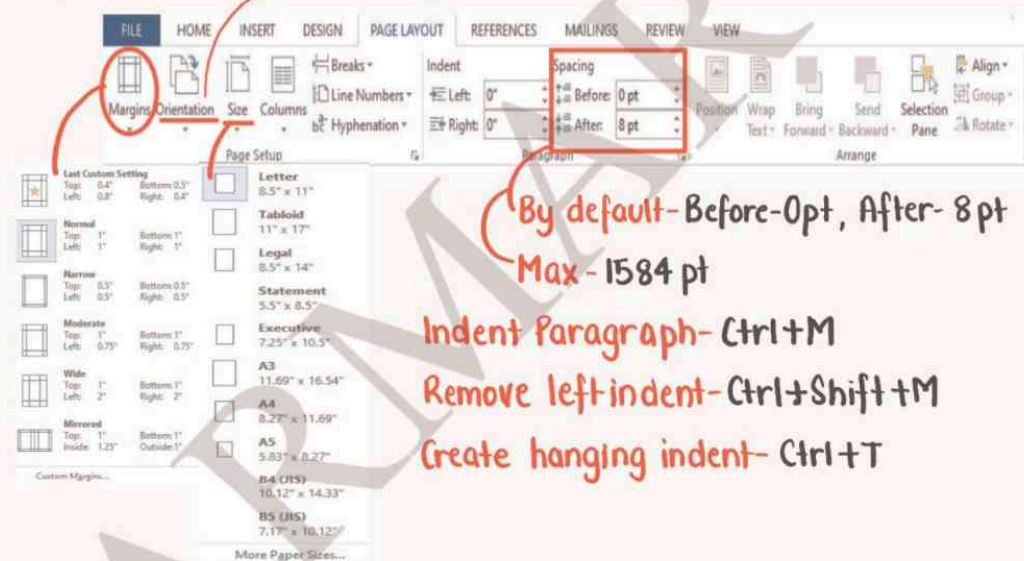 FILE HOME INSERT DESIGN PAGE LAYOUT REFERENCES MAILINGS REVIEW VIEW
Margins Orientation Size Columns
Breaks
Line Numbers
Hyphenation
Page Setup
Indent
Left: 0"
Right: 0"
Spacing
Before: 0 pt
After: 8 pt
Paragraph
Position Wrap Text Bring Forward Send Backward Selection Pane
Align
Group
Rotate
Arrange
Last Custom Setting
Top: 0.4" Bottom: 0.5"
Left: 0.8" Right: 0.4"
Normal
Top: 1" Bottom: 1"
Left: 1" Right: 1"
Narrow
Top: 0.5" Bottom: 0.5"
Left: 0.5" Right: 0.5"
Moderate
Top: 1" Bottom: 1"
Left: 0.75" Right: 0.75"
Wide
Top: 1" Bottom: 1"
Left: 2" Right: 2"
Mirrored
Top: 1" Bottom: 1"
Inside: 1.25" Outside: 1"
Custom Margins...
Letter
8.5" x 11"
Tabloid
11" x 17"
Legal
8.5" x 14"
Statement
5.5" x 8.5"
Executive
7.25" x 10.5"
A3
11.69" x 16.54"
A4
8.27" x 11.69"
A5
5.83" x 8.27"
B4 (JIS)
10.12" x 14.33"
B5 (JIS)
7.17" x 10.12"
More Paper Sizes...
By default-Before-0pt, After- 8pt
Max-1584 pt
Indent Paragraph- Ctrl+M
Remove left indent-Ctrl+Shift+M
Create hanging indent- Ctrl+T